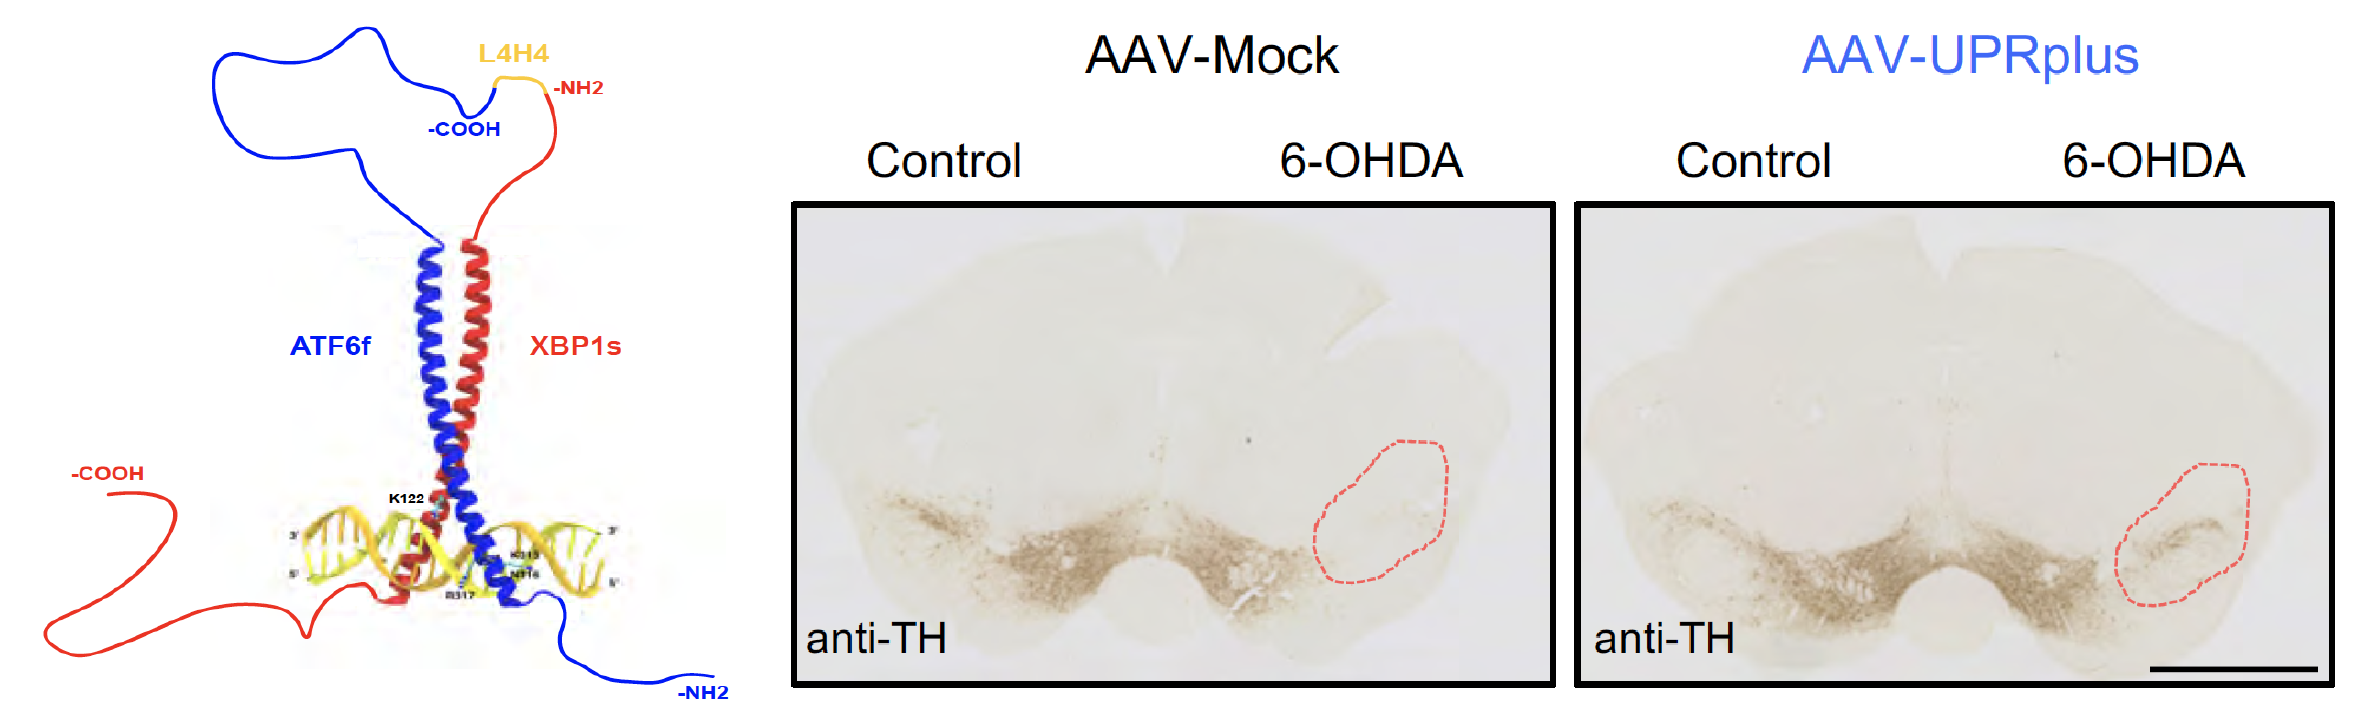 L4H4
-NH2
-COOH
ATF6f
XBP1s
-COOH
K122
3'
3'
5'
5'
R317
-NH2
AAV-Mock
Control
6-OHDA
anti-TH
AAV-UPRplus
Control
6-OHDA
anti-TH